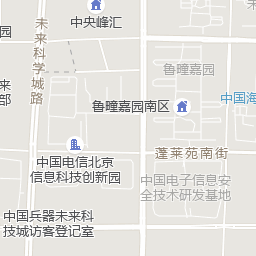 园
中央峰汇
未来科学城路
鲁疃嘉园
来
部
鲁疃嘉园南区
中国海
蓬莱苑南街
中国电信北京
信息科技创新园
中国电子信息安
全技术研发基地
中国兵器未来科
技城访客登记室